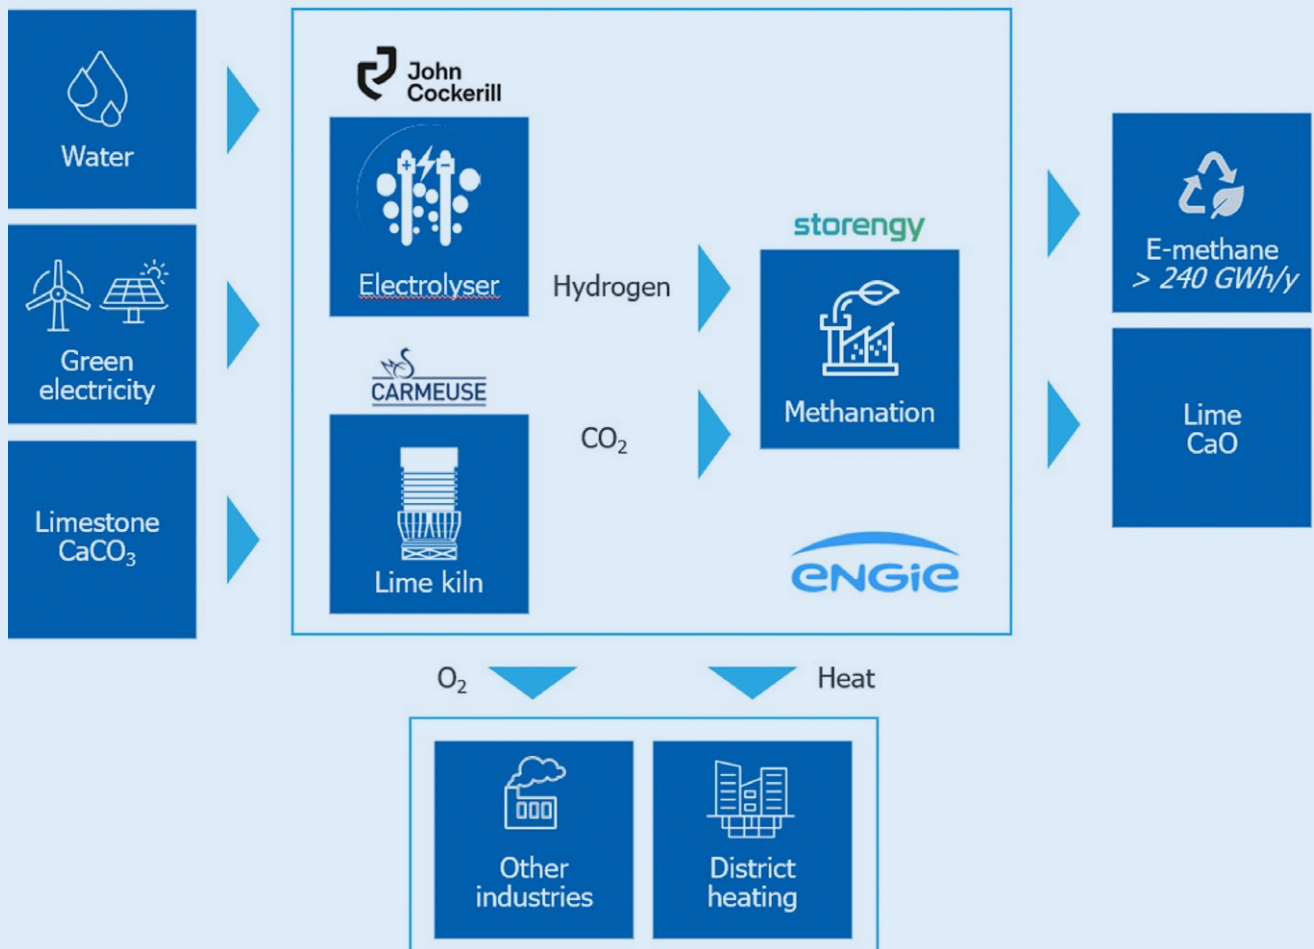 Water
Green
electricity
Limestone
CaCO₃
John
Cockerill
Electrolyser
Hydrogen
CARMEUSE
Lime kiln
CO₂
storengy
Methanation
ENGIE
E-methane
> 240 GWh/y
Lime
CaO
O₂
Heat
Other
industries
District
heating